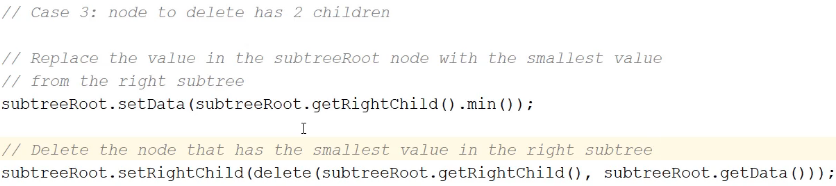 // Case 3: node to delete has 2 children
// Replace the value in the subtreeRoot node with the smallest value
// from the right subtree
subtreeRoot.setData(subtreeRoot.getRightChild().min());
// Delete the node that has the smallest value in the right subtree
subtreeRoot.setRightChild(delete(subtreeRoot.getRightChild(), subtreeRoot.getData()));